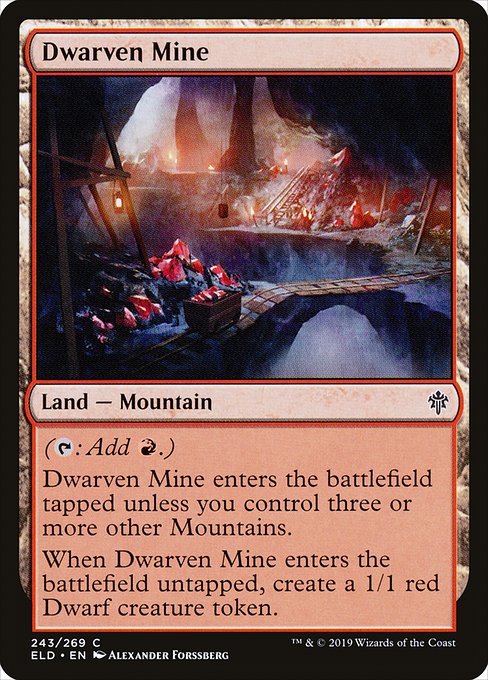 Dwarven Mine
Land — Mountain
(: Add .)
Dwarven Mine enters the battlefield
tapped unless you control three or
more other Mountains.
When Dwarven Mine enters the
battlefield untapped, create a 1/1 red
Dwarf creature token.
243/269 C
ELD • EN Alexander Forssberg
™ & © 2019 Wizards of the Coast